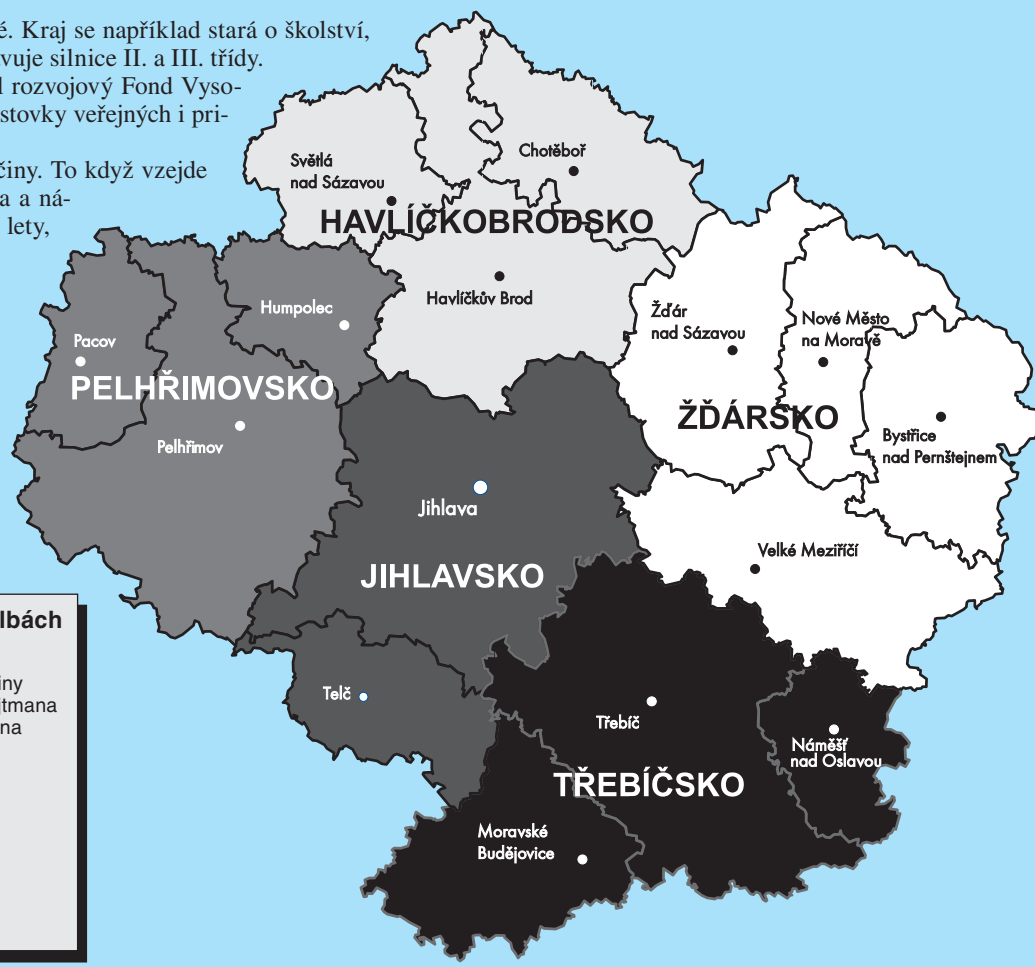 é. Kraj se například stará o školství,
vuje silnice II. a III. třídy.
l rozvojový Fond Vyso-
stovky veřejných i pri-
činy. To když vzejde
a a ná-
lety,
Světlá
nad Sázavou
Chotěboř
HAVLÍČKOBRODSKO
Havlíčkův Brod
Humpolec
Pacov
PELHŘIMOVSKO
Pelhřimov
Žďár
nad Sázavou
Nové Město
na Moravě
ŽĎÁRSKO
Bystřice
nad Pernštejnem
Velké Meziříčí
Jihlava
JIHLAVSKO
Telč
Třebíč
Náměšť
nad Oslavou
TŘEBÍČSKO
Moravské
Budějovice
lbách
iny
jtmana
na